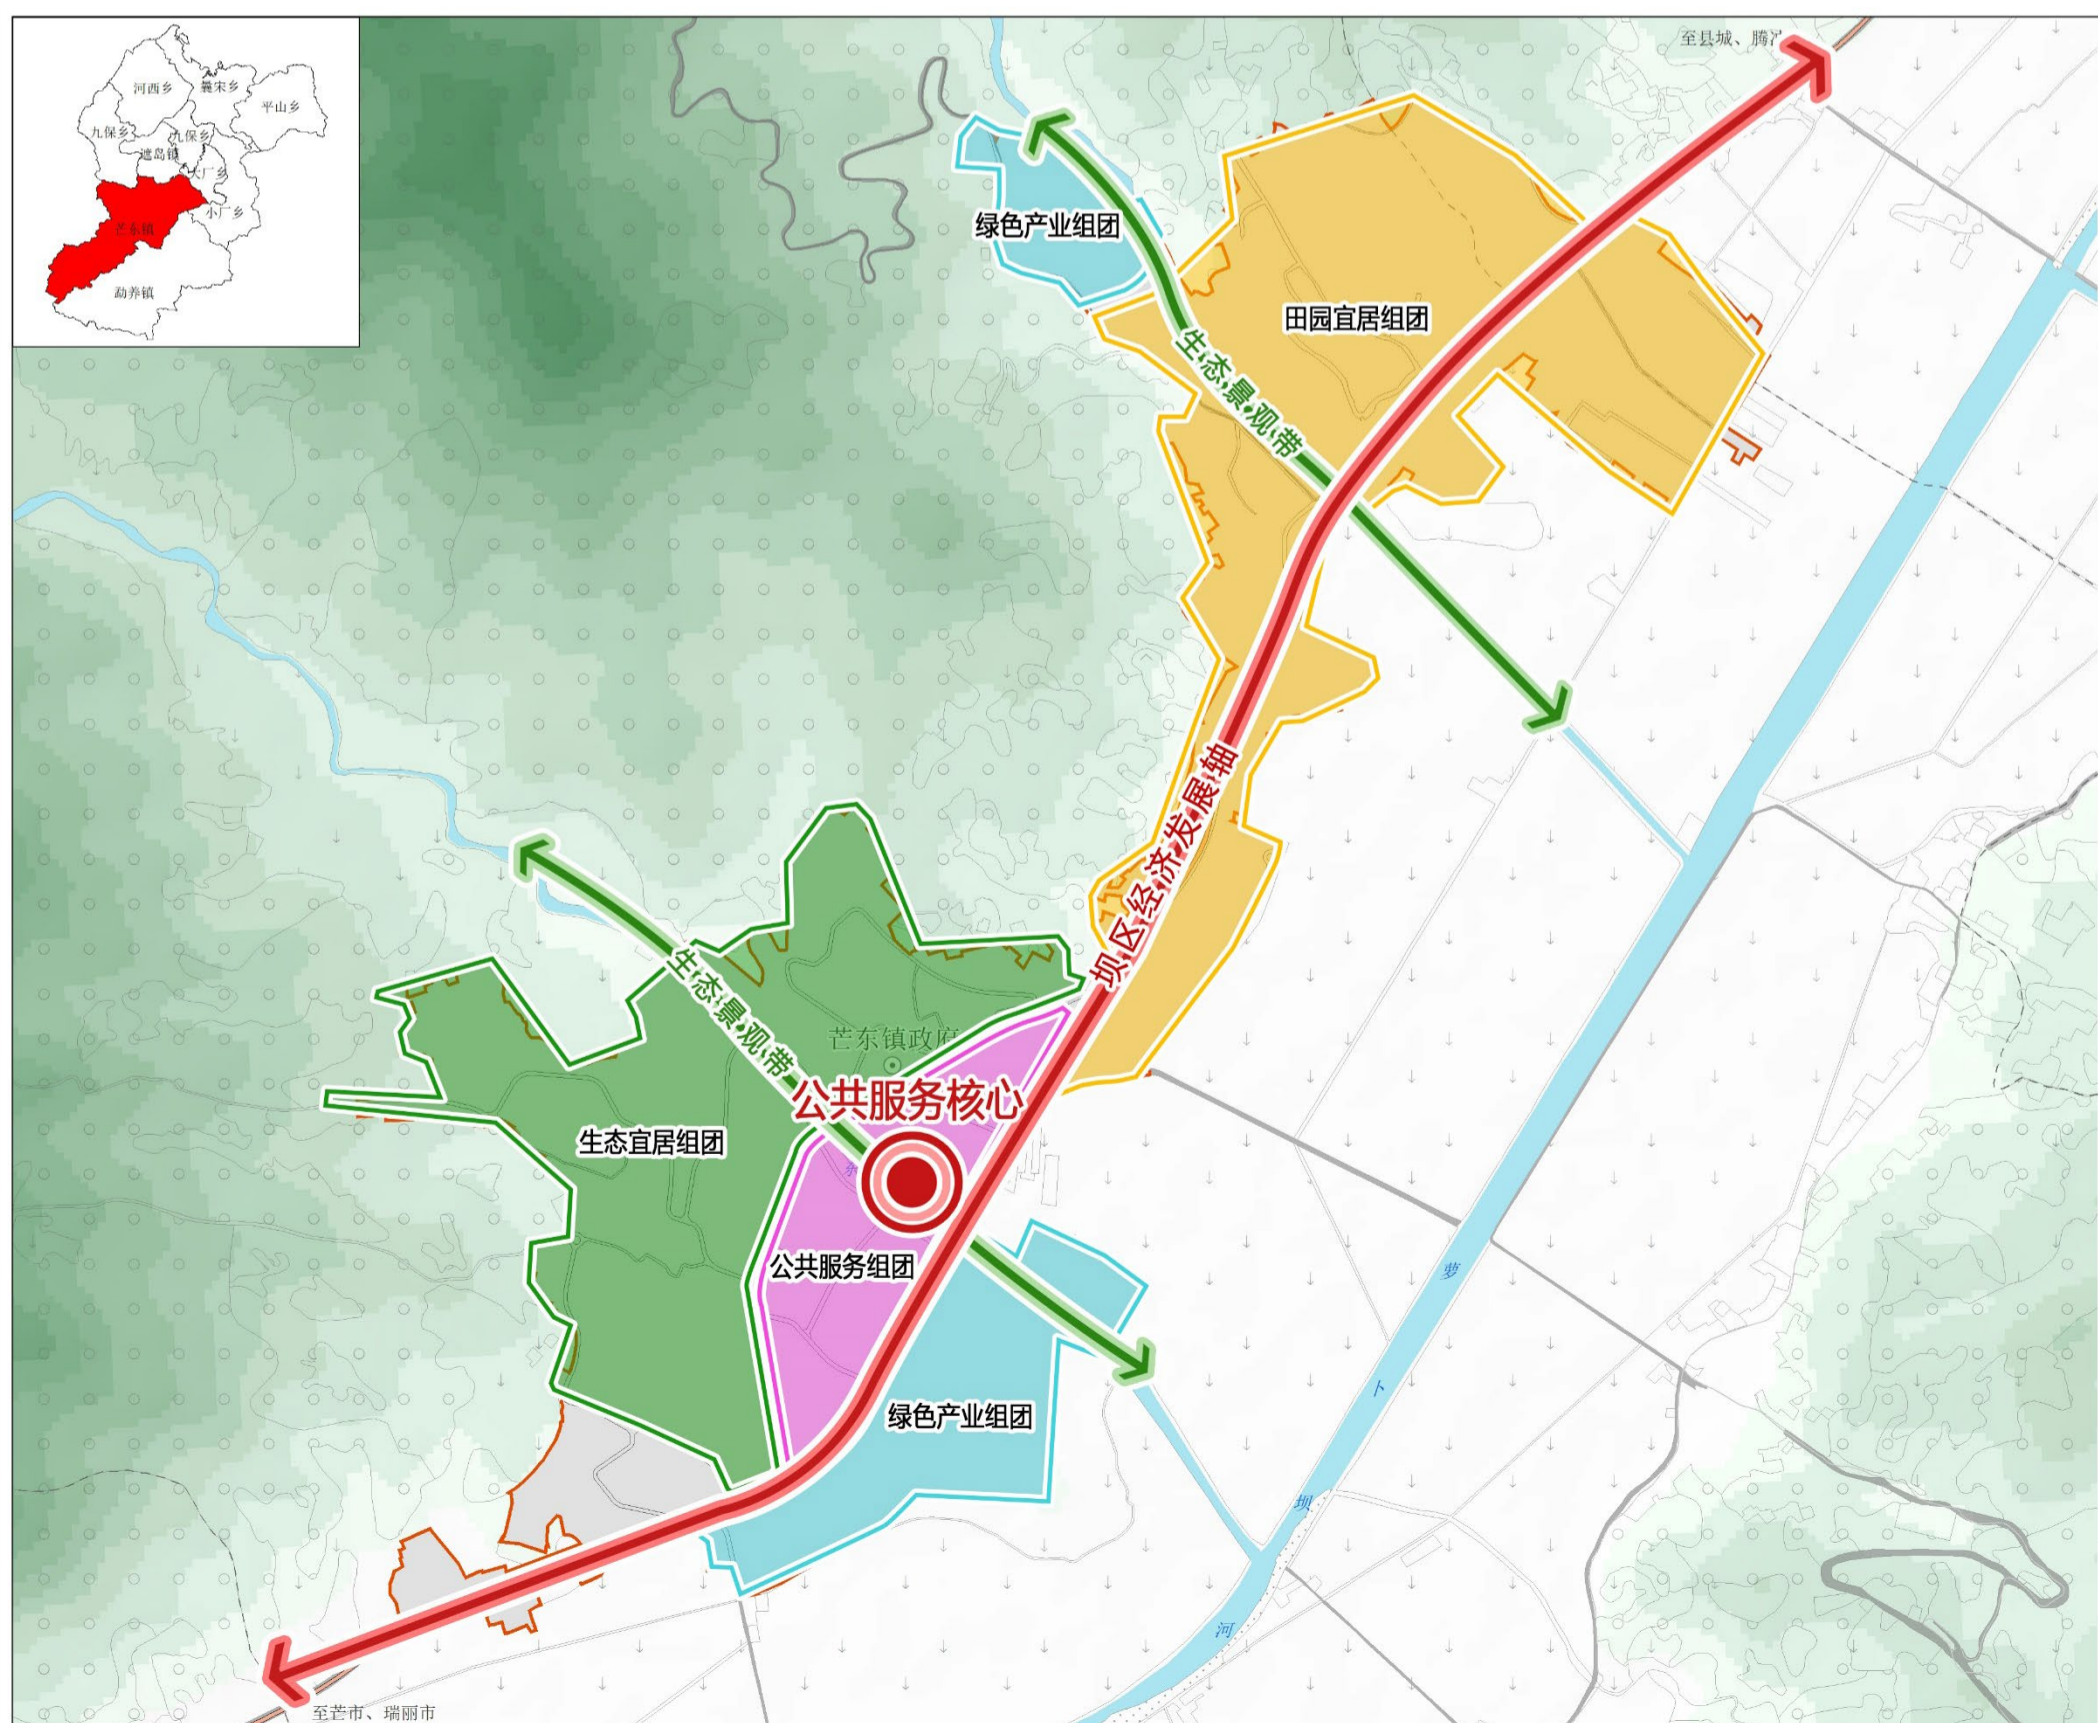 至县城、腾冲
河西乡
曩宋乡
平山乡
九保乡
九保乡
遮岛镇
大厂乡
小厂乡
芒东镇
勐养镇
绿色产业组团
田园宜居组团
生态景观带
坝区经济发展轴
生态景观带
芒东镇政府
公共服务核心
生态宜居组团
公共服务组团
绿色产业组团
萝
卜
坝
河
至芒市、瑞丽市